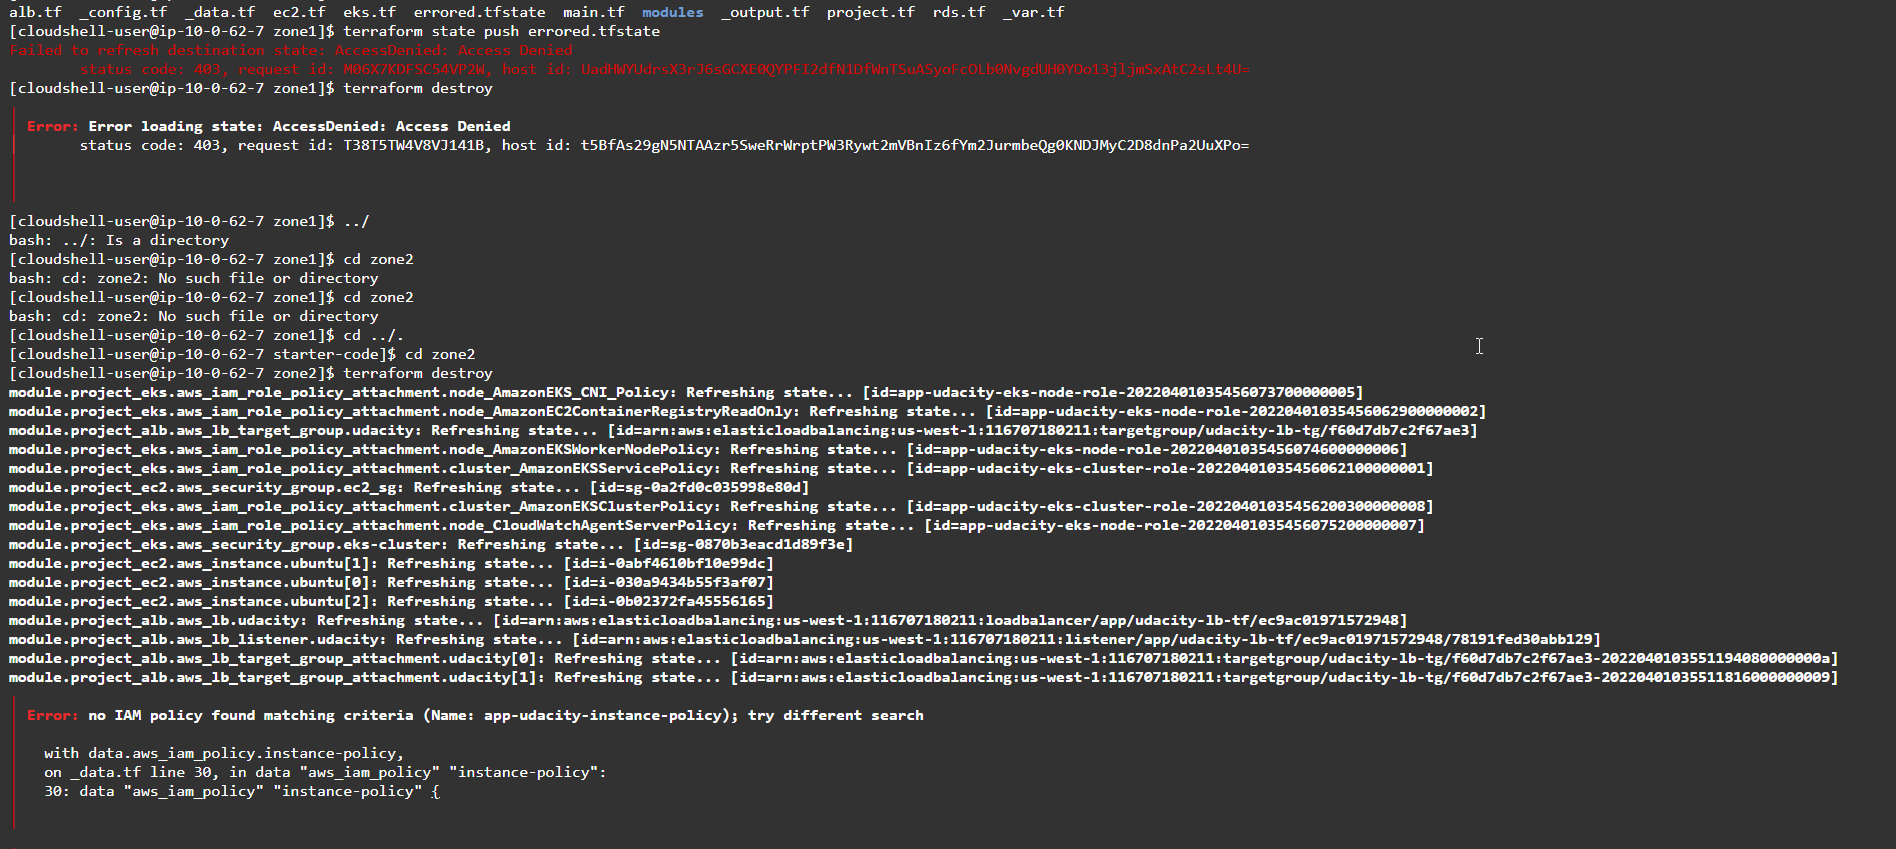 alb.tf _config.tf _data.tf ec2.tf eks.tf errored.tfstate main.tf modules _output.tf project.tf rds.tf _var.tf
[cloudshell-user@ip-10-0-62-7 zone1]$ terraform state push errored.tfstate
Failed to refresh destination state: AccessDenied: Access Denied
status code: 403, request id: M06X7KDFSC54VP2W, host id:
[cloudshell-user@ip-10-0-62-7 zone1]$ terraform destroy
Error: Error loading state: AccessDenied: Access Denied
status code: 403, request id: T38T5TW4V8VJ141B, host id: t5BfAs29gN5NTAAzr5SweRrWrptPW3Rywt2mVBnIz6fYm2JurmbeQg0KNDJMyC2D8dnPa2UuXPo=
[cloudshell-user@ip-10-0-62-7 zone1]$ ../
bash: ../: Is a directory
[cloudshell-user@ip-10-0-62-7 zone1]$ cd zone2
bash: cd: zone2: No such file or directory
[cloudshell-user@ip-10-0-62-7 zone1]$ cd zone2
bash: cd: zone2: No such file or directory
[cloudshell-user@ip-10-0-62-7 zone1]$ cd ../.
[cloudshell-user@ip-10-0-62-7 starter-code]$ cd zone2
[cloudshell-user@ip-10-0-62-7 zone2]$ terraform destroy
module.project_eks.aws_iam_role_policy_attachment.node_AmazonEKS_CNI_Policy: Refreshing state... [id=app-udacity-eks-node-role-20220401035456073700000005]
module.project_eks.aws_iam_role_policy_attachment.node_AmazonEC2ContainerRegistryReadOnly: Refreshing state... [id=app-udacity-eks-node-role-20220401035456062900000002]
module.project_alb.aws_lb_target_group.udacity: Refreshing state... [id=arn:aws:elasticloadbalancing:us-west-1:116707180211:targetgroup/udacity-lb-tg/f60d7db7c2f67ae3]
module.project_eks.aws_iam_role_policy_attachment.node_AmazonEKSWorkerNodePolicy: Refreshing state... [id=app-udacity-eks-node-role-20220401035456074600000006]
module.project_eks.aws_iam_role_policy_attachment.cluster_AmazonEKSServicePolicy: Refreshing state... [id=app-udacity-eks-cluster-role-20220401035456062100000001]
module.project_ec2.aws_security_group.ec2_sg: Refreshing state... [id=sg-0a2fd0c035998e80d]
module.project_eks.aws_iam_role_policy_attachment.cluster_AmazonEKSClusterPolicy: Refreshing state... [id=app-udacity-eks-cluster-role-20220401035456200300000008]
module.project_eks.aws_iam_role_policy_attachment.node_CloudWatchAgentServerPolicy: Refreshing state... [id=app-udacity-eks-node-role-20220401035456075200000007]
module.project_eks.aws_security_group.eks-cluster: Refreshing state... [id=sg-0870b3eacd1d89f3e]
module.project_ec2.aws_instance.ubuntu[1]: Refreshing state... [id=i-0abf4610bf10e99dc]
module.project_ec2.aws_instance.ubuntu[0]: Refreshing state... [id=i-030a9434b55f3af07]
module.project_ec2.aws_instance.ubuntu[2]: Refreshing state... [id=i-0b02372fa45556165]
module.project_alb.aws_lb.udacity: Refreshing state... [id=arn:aws:elasticloadbalancing:us-west-1:116707180211:loadbalancer/app/udacity-lb-tf/ec9ac01971572948]
module.project_alb.aws_lb_listener.udacity: Refreshing state... [id=arn:aws:elasticloadbalancing:us-west-1:116707180211:listener/app/udacity-lb-tf/ec9ac01971572948/78191fed30abb129]
module.project_alb.aws_lb_target_group_attachment.udacity[0]: Refreshing state... [id=arn:aws:elasticloadbalancing:us-west-1:116707180211:targetgroup/udacity-lb-tg/f60d7db7c2f67ae3-2022040103551194080000000a]
module.project_alb.aws_lb_target_group_attachment.udacity[1]: Refreshing state... [id=arn:aws:elasticloadbalancing:us-west-1:116707180211:targetgroup/udacity-lb-tg/f60d7db7c2f67ae3-20220401035511816000000009]
Error: no IAM policy found matching criteria (Name: app-udacity-instance-policy); try different search
with data.aws_iam_policy.instance-policy,
on _data.tf line 30, in data "aws_iam_policy" "instance-policy":
30: data "aws_iam_policy" "instance-policy" {